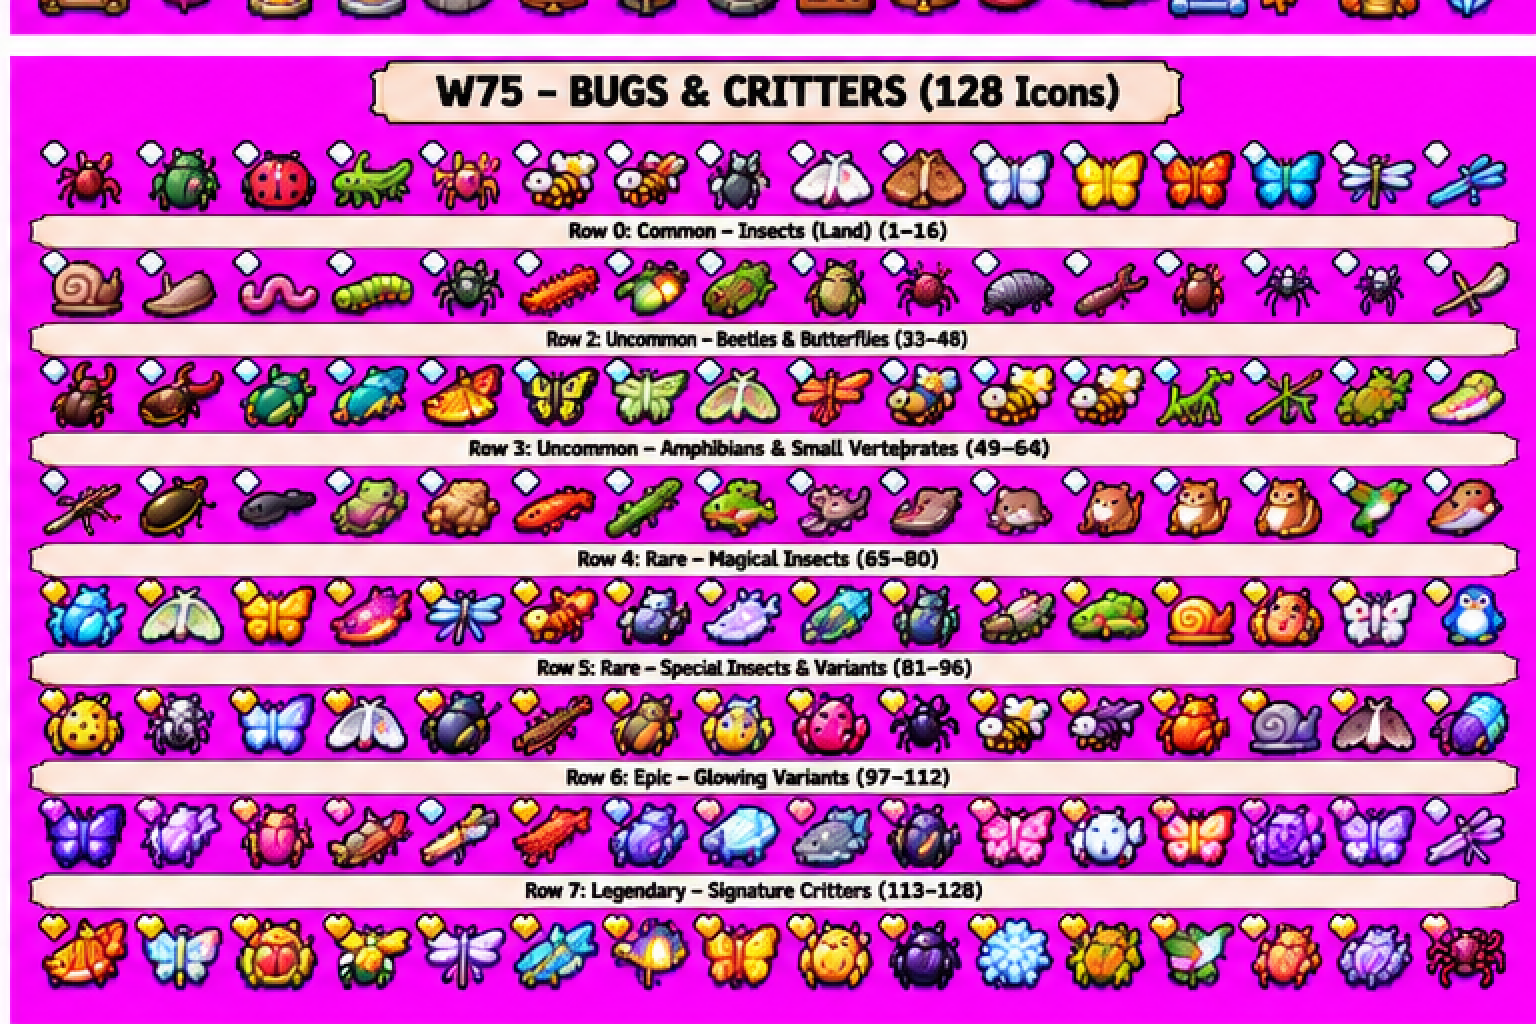 W75 – BUGS & CRITTERS (128 Icons)
Row 0: Common – Insects (Land) (1–16)
Row 2: Uncommon – Beetles & Butterflies (33–48)
Row 3: Uncommon – Amphibians & Small Vertebrates (49–64)
Row 4: Rare – Magical Insects (65–80)
Row 5: Rare – Special Insects & Variants (81–96)
Row 6: Epic – Glowing Variants (97–112)
Row 7: Legendary – Signature Critters (113–128)